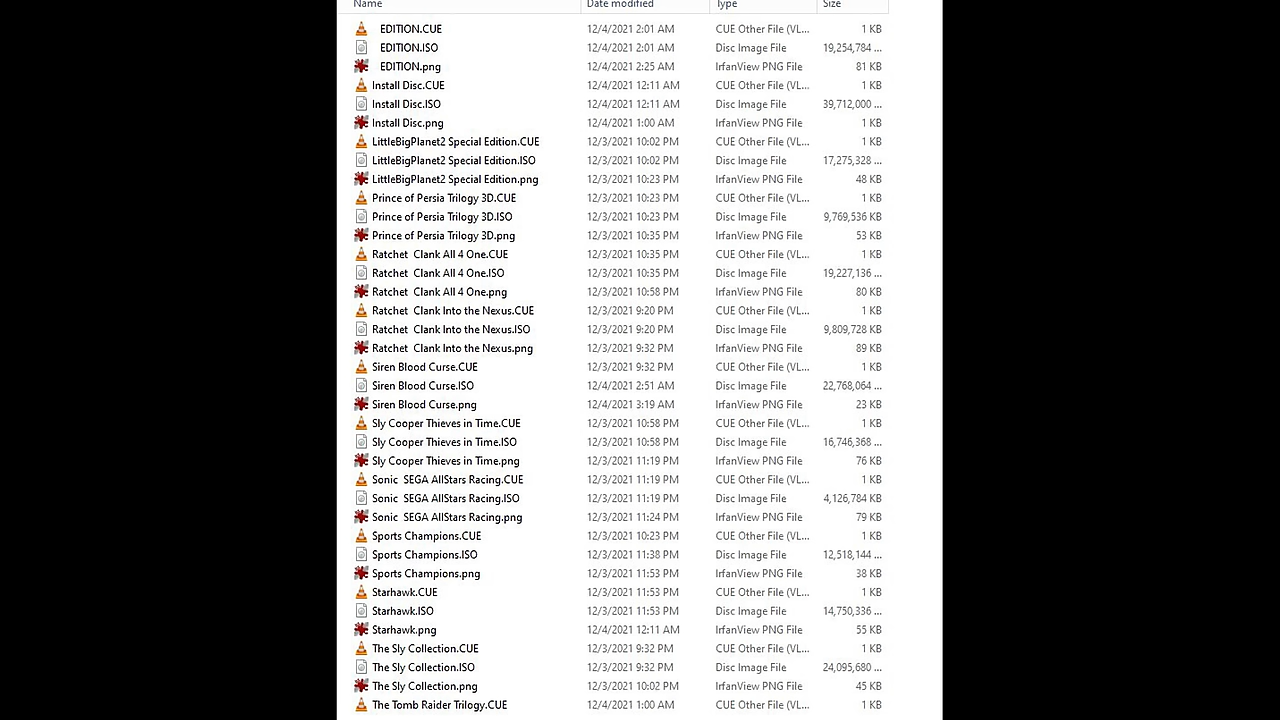 Name Date modified Type Size
EDITION.CUE 12/4/2021 2:01 AM CUE Other File (VL... 1 KB
EDITION.ISO 12/4/2021 2:01 AM Disc Image File 19,254,784 ...
EDITION.png 12/4/2021 2:25 AM IrfanView PNG File 81 KB
Install Disc.CUE 12/4/2021 12:11 AM CUE Other File (VL... 1 KB
Install Disc.ISO 12/4/2021 12:11 AM Disc Image File 39,712,000 ...
Install Disc.png 12/4/2021 1:00 AM IrfanView PNG File 1 KB
LittleBigPlanet2 Special Edition.CUE 12/3/2021 10:02 PM CUE Other File (VL... 1 KB
LittleBigPlanet2 Special Edition.ISO 12/3/2021 10:02 PM Disc Image File 17,275,328 ...
LittleBigPlanet2 Special Edition.png 12/3/2021 10:23 PM IrfanView PNG File 48 KB
Prince of Persia Trilogy 3D.CUE 12/3/2021 10:23 PM CUE Other File (VL... 1 KB
Prince of Persia Trilogy 3D.ISO 12/3/2021 10:23 PM Disc Image File 9,769,536 KB
Prince of Persia Trilogy 3D.png 12/3/2021 10:35 PM IrfanView PNG File 53 KB
Ratchet  Clank All 4 One.CUE 12/3/2021 10:35 PM CUE Other File (VL... 1 KB
Ratchet  Clank All 4 One.ISO 12/3/2021 10:35 PM Disc Image File 19,227,136 ...
Ratchet  Clank All 4 One.png 12/3/2021 10:58 PM IrfanView PNG File 80 KB
Ratchet  Clank Into the Nexus.CUE 12/3/2021 9:20 PM CUE Other File (VL... 1 KB
Ratchet  Clank Into the Nexus.ISO 12/3/2021 9:20 PM Disc Image File 9,809,728 KB
Ratchet  Clank Into the Nexus.png 12/3/2021 9:32 PM IrfanView PNG File 89 KB
Siren Blood Curse.CUE 12/3/2021 9:32 PM CUE Other File (VL... 1 KB
Siren Blood Curse.ISO 12/4/2021 2:51 AM Disc Image File 22,768,064 ...
Siren Blood Curse.png 12/4/2021 3:19 AM IrfanView PNG File 23 KB
Sly Cooper Thieves in Time.CUE 12/3/2021 10:58 PM CUE Other File (VL... 1 KB
Sly Cooper Thieves in Time.ISO 12/3/2021 10:58 PM Disc Image File 16,746,368 ...
Sly Cooper Thieves in Time.png 12/3/2021 11:19 PM IrfanView PNG File 76 KB
Sonic  SEGA AllStars Racing.CUE 12/3/2021 11:19 PM CUE Other File (VL... 1 KB
Sonic  SEGA AllStars Racing.ISO 12/3/2021 11:19 PM Disc Image File 4,126,784 KB
Sonic  SEGA AllStars Racing.png 12/3/2021 11:24 PM IrfanView PNG File 79 KB
Sports Champions.CUE 12/3/2021 10:23 PM CUE Other File (VL... 1 KB
Sports Champions.ISO 12/3/2021 11:38 PM Disc Image File 12,518,144 ...
Sports Champions.png 12/3/2021 11:53 PM IrfanView PNG File 38 KB
Starhawk.CUE 12/3/2021 11:53 PM CUE Other File (VL... 1 KB
Starhawk.ISO 12/3/2021 11:53 PM Disc Image File 14,750,336 ...
Starhawk.png 12/4/2021 12:11 AM IrfanView PNG File 55 KB
The Sly Collection.CUE 12/3/2021 9:32 PM CUE Other File (VL... 1 KB
The Sly Collection.ISO 12/3/2021 9:32 PM Disc Image File 24,095,680 ...
The Sly Collection.png 12/3/2021 10:02 PM IrfanView PNG File 45 KB
The Tomb Raider Trilogy.CUE 12/4/2021 1:00 AM CUE Other File (VL... 1 KB